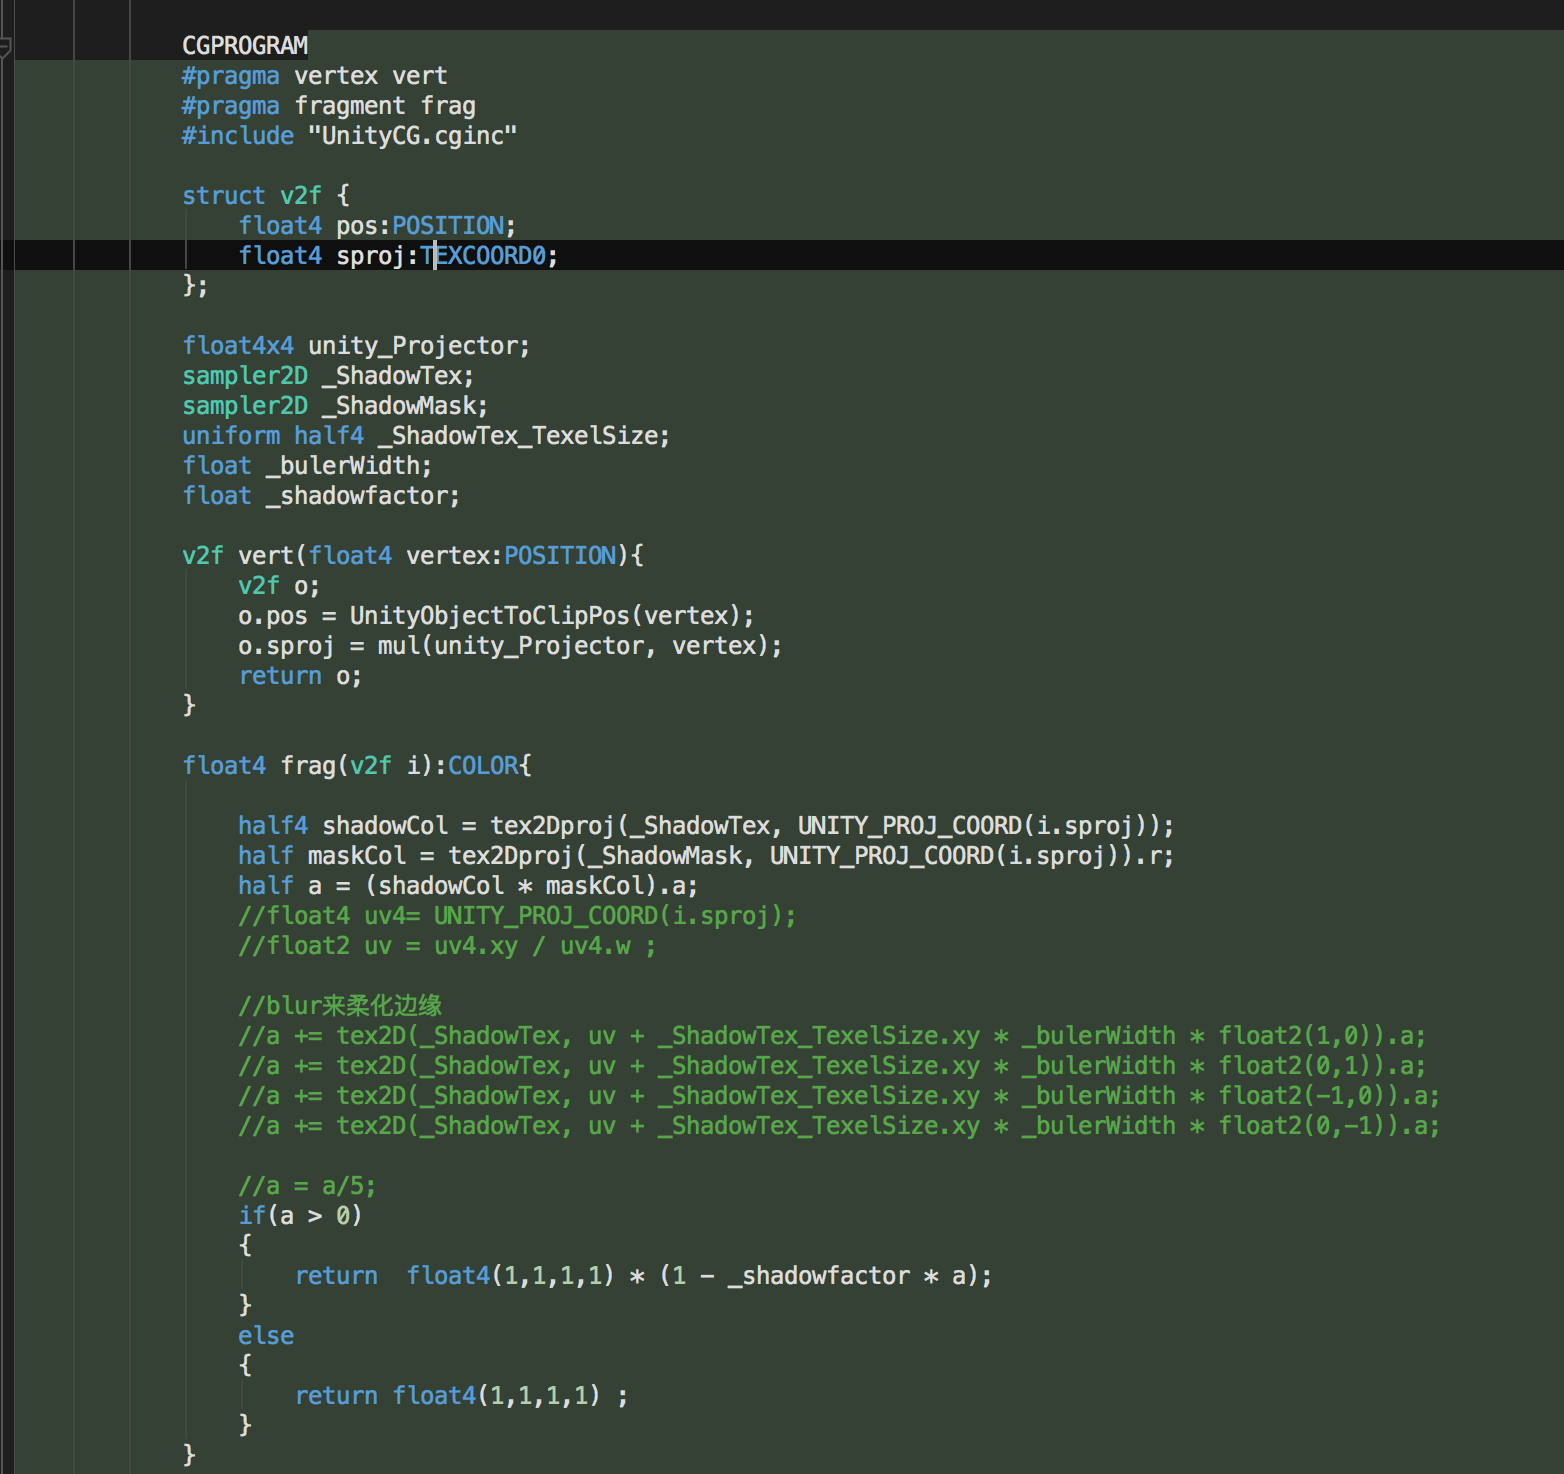 CGPROGRAM
#pragma vertex vert
#pragma fragment frag
#include "UnityCG.cginc"
struct v2f {
float4 pos:POSITION;
float4 sproj:TEXCOORD0;
};
float4x4 unity_Projector;
sampler2D _ShadowTex;
sampler2D _ShadowMask;
uniform half4 _ShadowTex_TexelSize;
float _bulerWidth;
float _shadowfactor;
v2f vert(float4 vertex:POSITION){
v2f o;
o.pos = UnityObjectToClipPos(vertex);
o.sproj = mul(unity_Projector, vertex);
return o;
}
float4 frag(v2f i):COLOR{
half4 shadowCol = tex2Dproj(_ShadowTex, UNITY_PROJ_COORD(i.sproj));
half maskCol = tex2Dproj(_ShadowMask, UNITY_PROJ_COORD(i.sproj)).r;
half a = (shadowCol * maskCol).a;
//float4 uv4= UNITY_PROJ_COORD(i.sproj);
//float2 uv = uv4.xy / uv4.w ;
//blur来柔化边缘
//a += tex2D(_ShadowTex, uv + _ShadowTex_TexelSize.xy * _bulerWidth * float2(1,0)).a;
//a += tex2D(_ShadowTex, uv + _ShadowTex_TexelSize.xy * _bulerWidth * float2(0,1)).a;
//a += tex2D(_ShadowTex, uv + _ShadowTex_TexelSize.xy * _bulerWidth * float2(-1,0)).a;
//a += tex2D(_ShadowTex, uv + _ShadowTex_TexelSize.xy * _bulerWidth * float2(0,-1)).a;
//a = a/5;
if(a > 0)
{
return  float4(1,1,1,1) * (1 - _shadowfactor * a);
}
else
{
return float4(1,1,1,1) ;
}
}